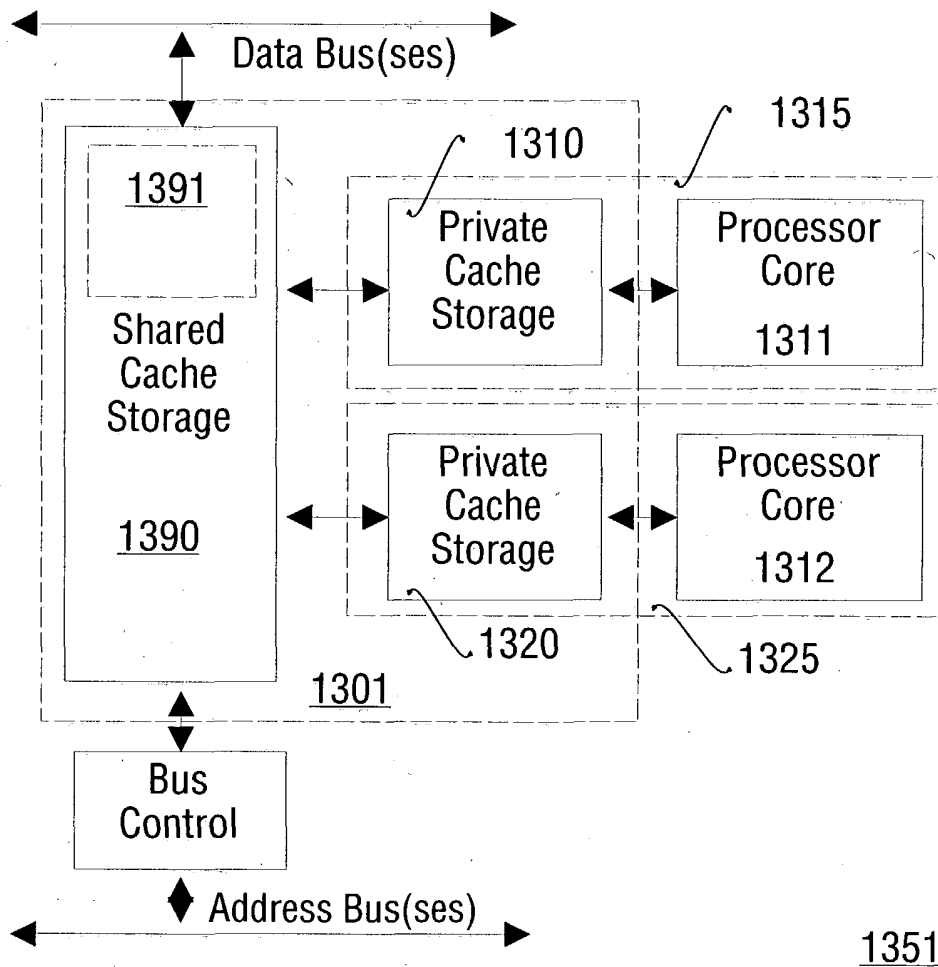 Data Bus(ses)
1315
1310
1391
Private
Cache
Storage
Processor
Core
1311
Shared
Cache
Storage
1390
Private
Cache
Storage
Processor
Core
1312
1320
1325
1301
Bus
Control
Address Bus(ses)
1351